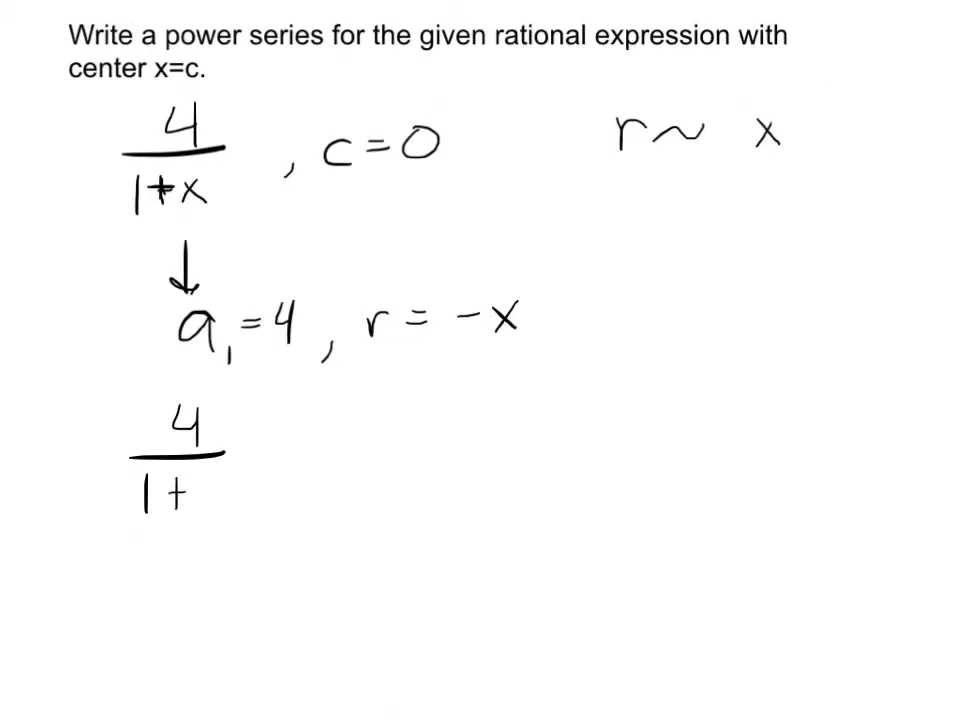 Write a power series for the given rational expression with
center x=c.
4
1+x
, c=0
r~ x
↓
a₁=4, r= -x
4
1+